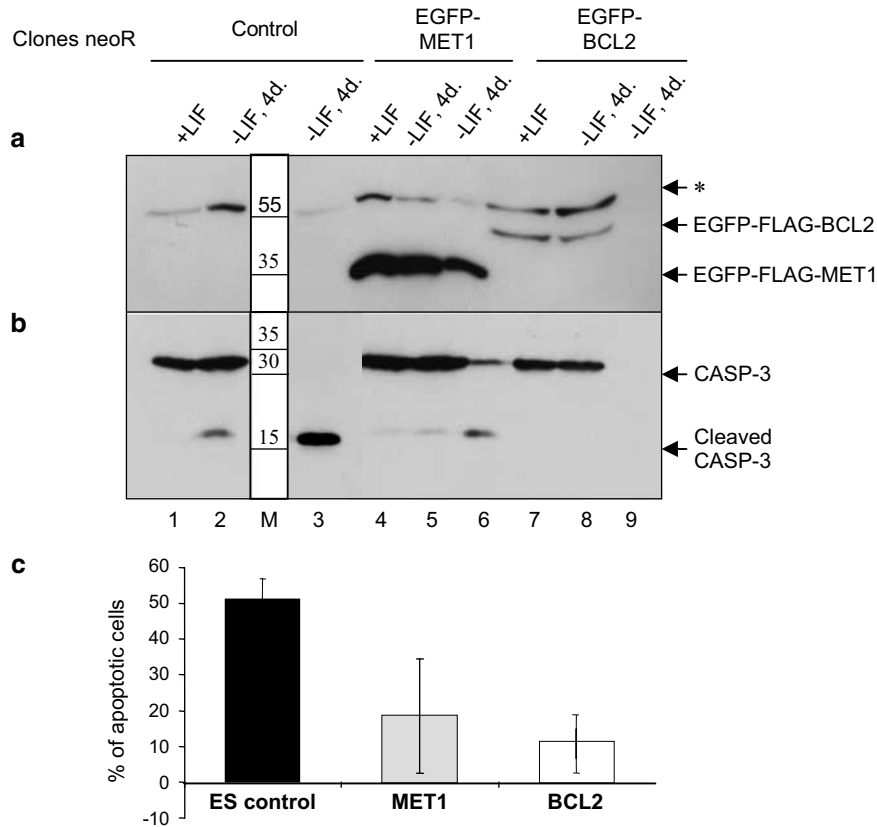 Clones neoR
Control
EGFP-
MET1
EGFP-
BCL2
+LIF
-LIF, 4d.
-LIF, 4d.
+LIF
-LIF, 4d.
-LIF, 4d.
+LIF
-LIF, 4d.
-LIF, 4d.
a
55
35
*
EGFP-FLAG-BCL2
EGFP-FLAG-MET1
b
35
30
15
CASP-3
Cleaved
CASP-3
1 2 M 3 4 5 6 7 8 9
c
% of apoptotic cells
60
50
40
30
20
10
0
-10
ES control MET1 BCL2